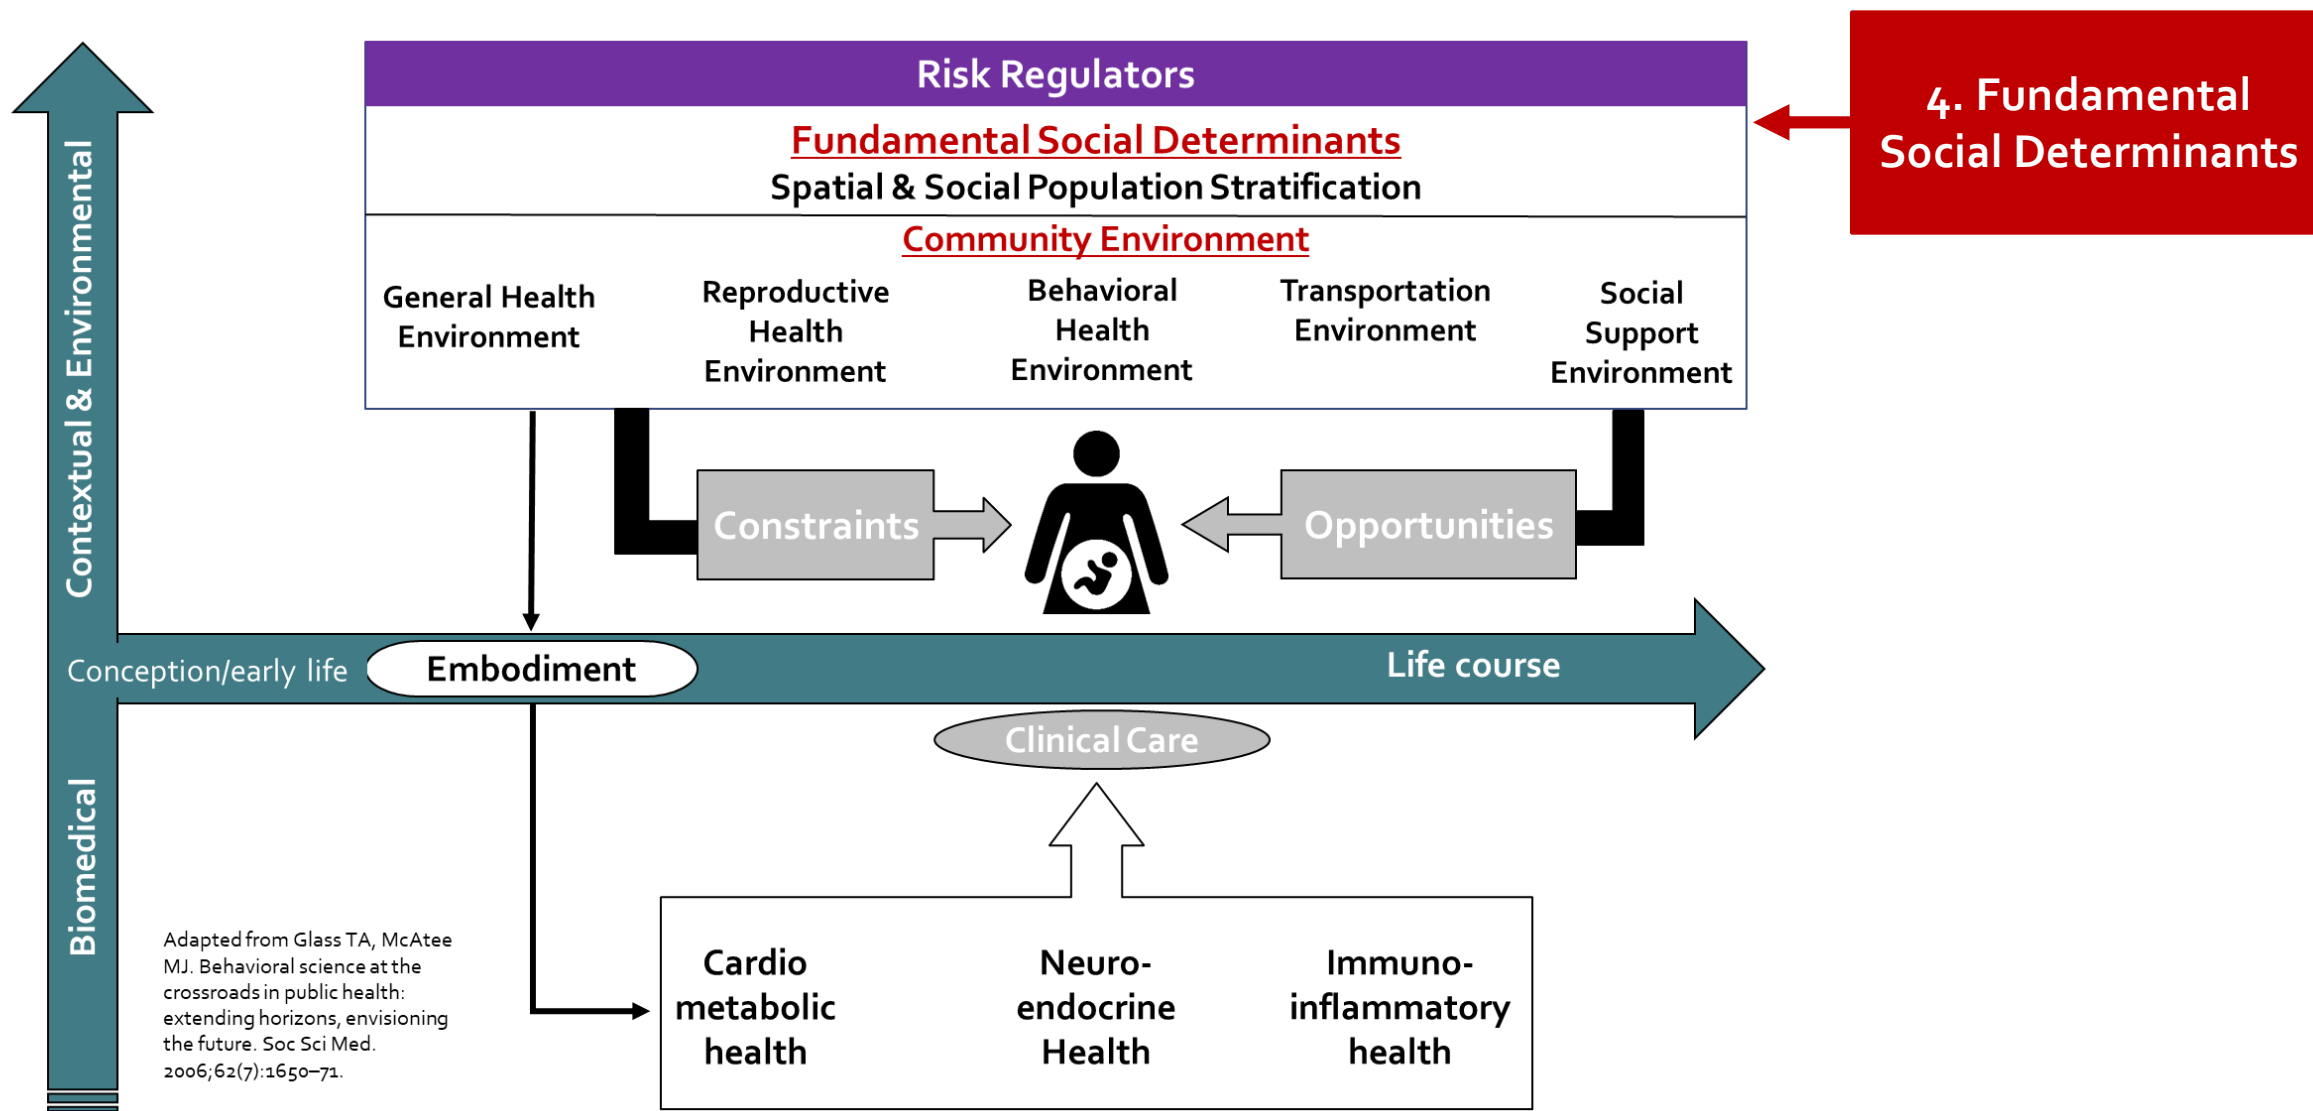 Risk Regulators
4. Fundamental
Social Determinants
Fundamental Social Determinants
Spatial & Social Population Stratification
Community Environment
General Health
Environment
Reproductive
Health
Environment
Behavioral
Health
Environment
Transportation
Environment
Social
Support
Environment
Contextual & Environmental
Constraints
Opportunities
Conception/early life
Embodiment
Life course
Clinical Care
Biomedical
Adapted from Glass TA, McAtee
MJ. Behavioral science at the
crossroads in public health:
extending horizons, envisioning
the future. Soc Sci Med.
2006;62(7):1650–71.
Cardio
metabolic
health
Neuro-
endocrine
Health
Immuno-
inflammatory
health